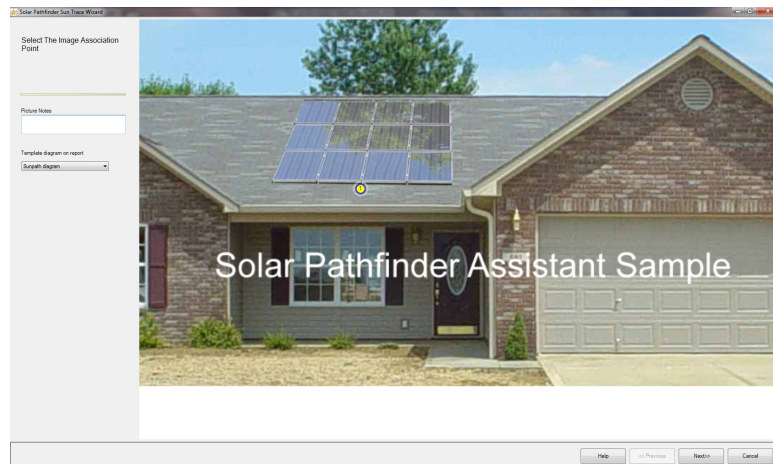 Solar Pathfinder Sun Trace Wizard
Select The Image Association
Point
Picture Notes
Template diagram on report
Sunpath diagram
1
Solar Pathfinder Assistant Sample
Help
<< Previous
Next>>
Cancel